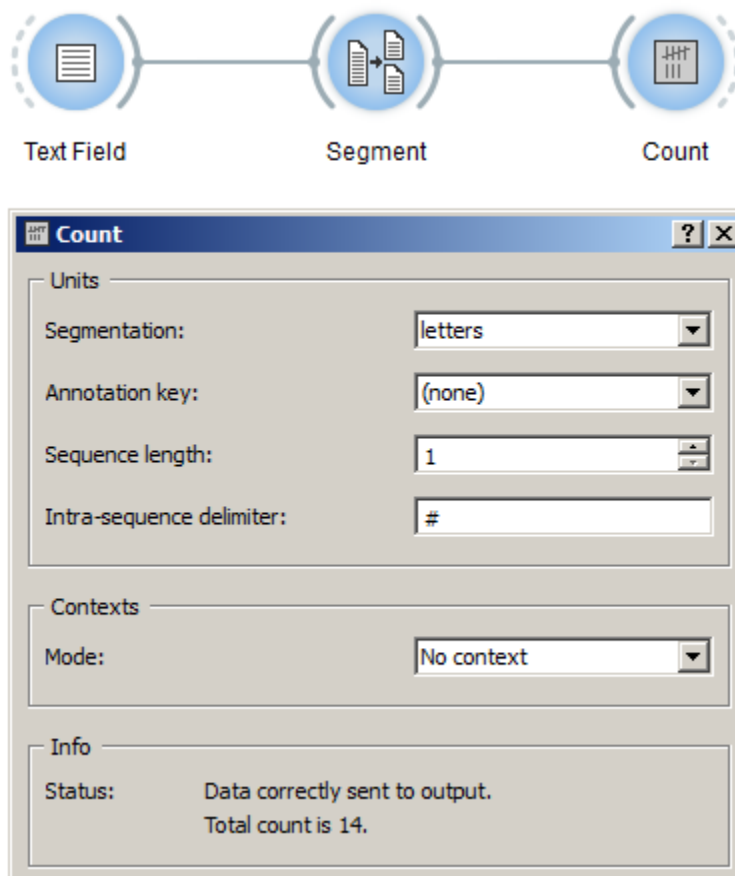 Text Field Segment Count
Count
Units
Segmentation: letters
Annotation key: (none)
Sequence length: 1
Intra-sequence delimiter: #
Contexts
Mode: No context
Info
Status: Data correctly sent to output.
Total count is 14.